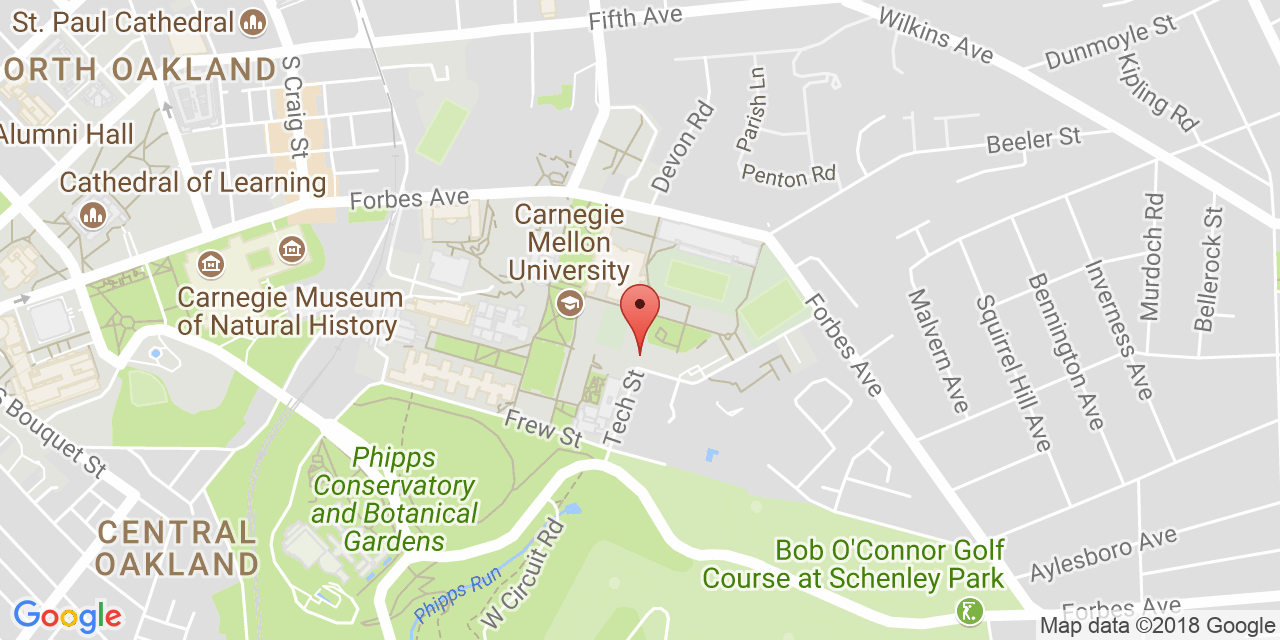 St. Paul Cathedral
Fifth Ave
Wilkins Ave
Dunmoyle St
Kipling Rd
ORTH OAKLAND
S Craig St
Parish Ln
Devon Rd
Beeler St
Alumni Hall
Cathedral of Learning
Penton Rd
Forbes Ave
Carnegie
Mellon
University
Murdoch Rd
Bellerock St
Carnegie Museum
of Natural History
Forbes Ave
Malvern Ave
Squirrel Hill Ave
Bennington Ave
Inverness Ave
Tech St
Frew St
S Bouquet St
Phipps
Conservatory
and Botanical
Gardens
CENTRAL
OAKLAND
Phipps Run
W Circuit Rd
Bob O'Connor Golf
Course at Schenley Park
Aylesboro Ave
Forbes Ave
Google
Map data ©2018 Google